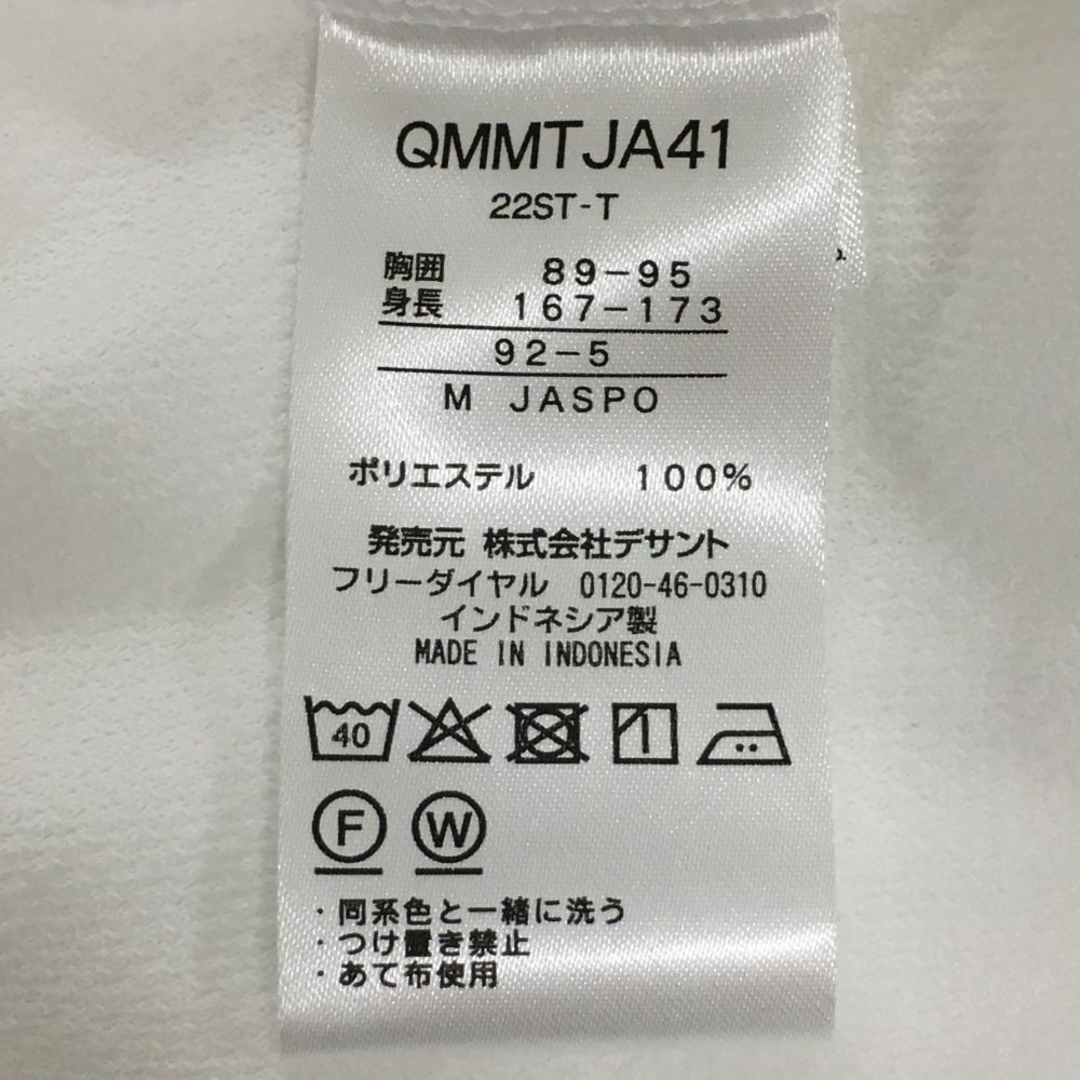 QMMTJA41
22ST-T
胸囲 89-95
身長 167-173
92-5
M JASPO
ポリエステル 100%
発売元 株式会社デサント
フリーダイヤル 0120-46-0310
インドネシア製
MADE IN INDONESIA
40
F W
・同系色と一緒に洗う
・つけ置き禁止
・あて布使用